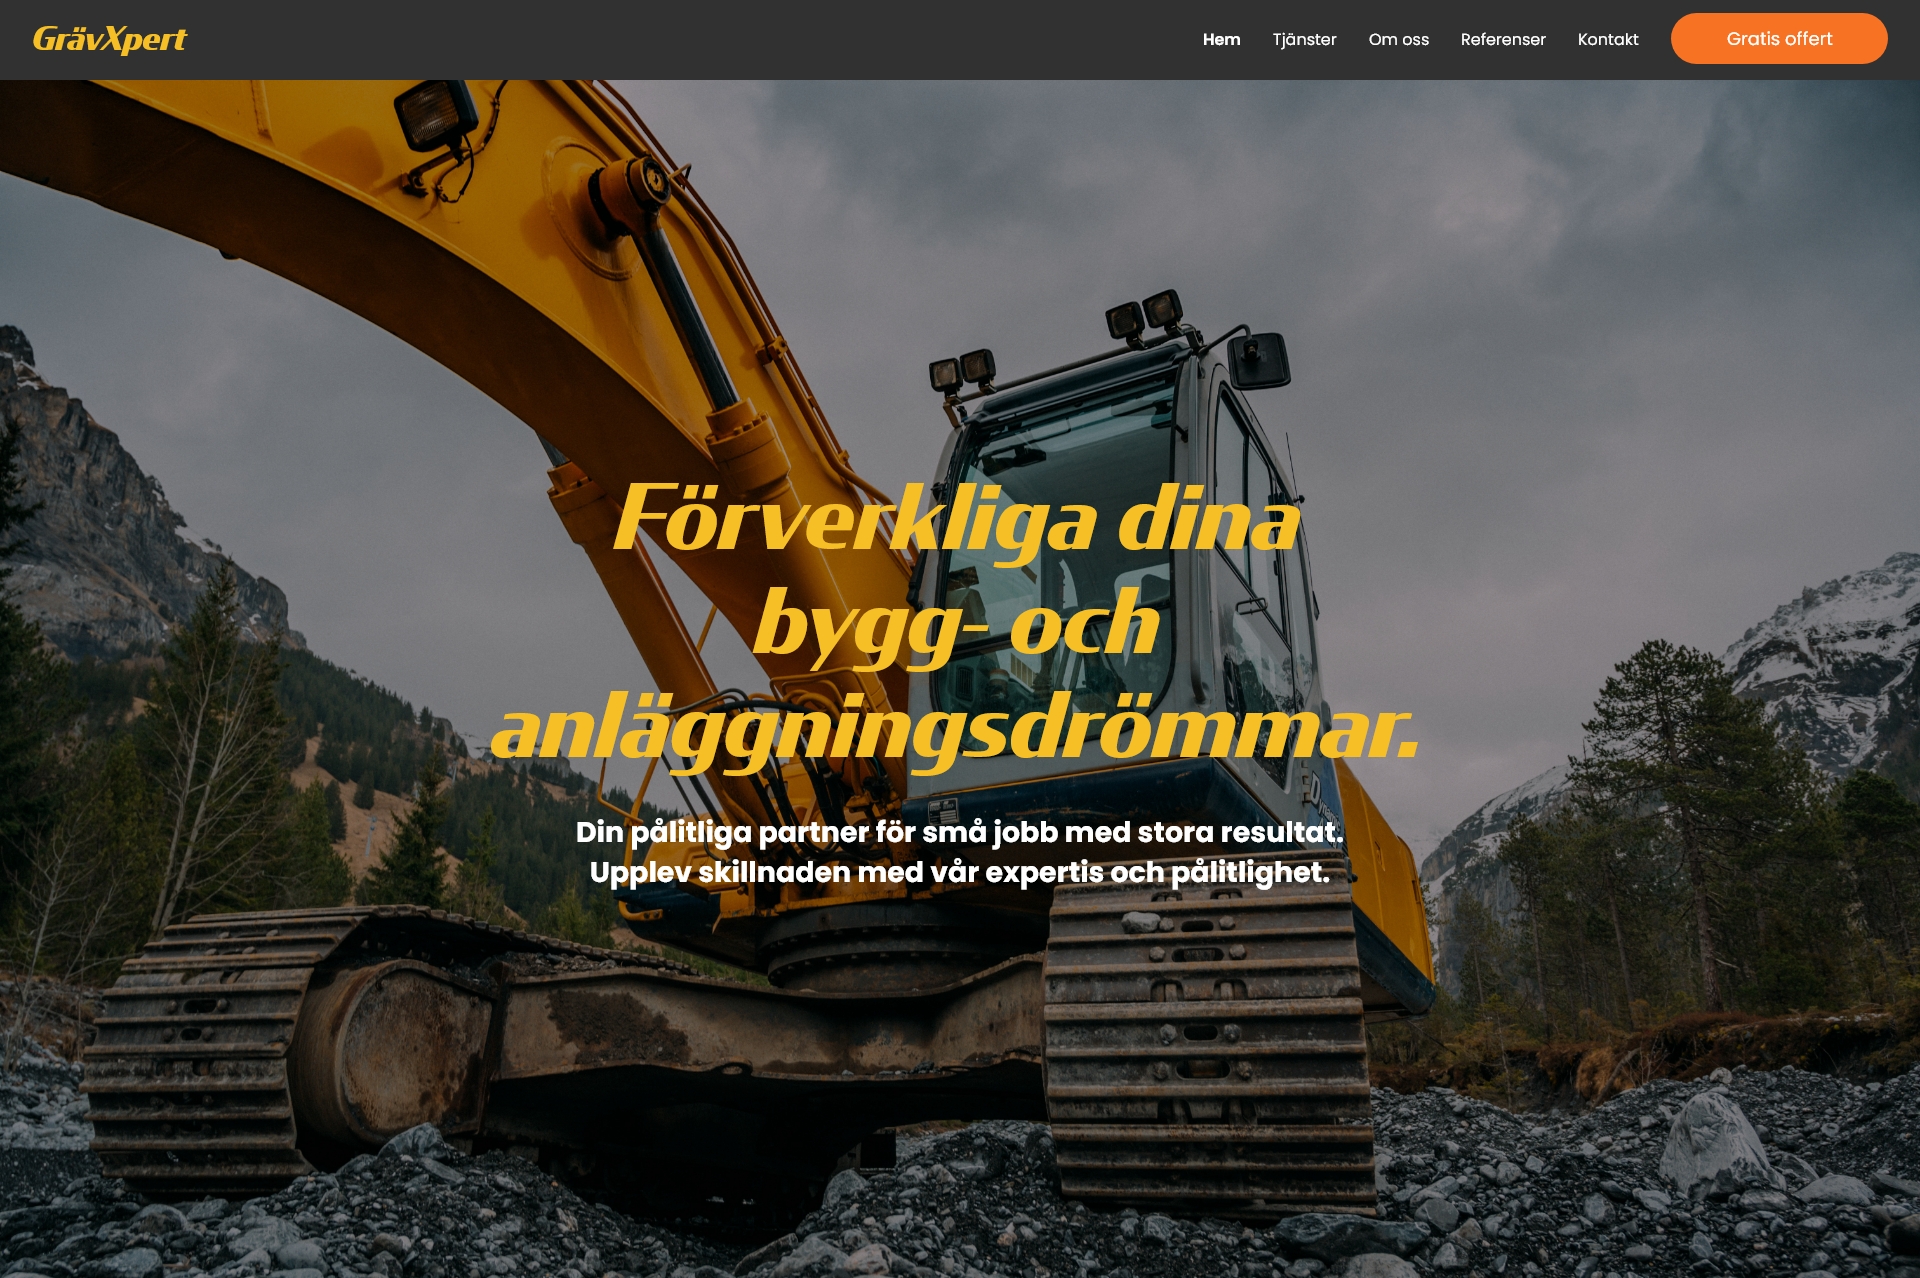 GrävXpert
Hem Tjänster Om oss Referenser Kontakt Gratis offert
Förverkliga dina
bygg- och
anläggningsdrömmar.
Din pålitliga partner för små jobb med stora resultat.
Upplev skillnaden med vår expertis och pålitlighet.